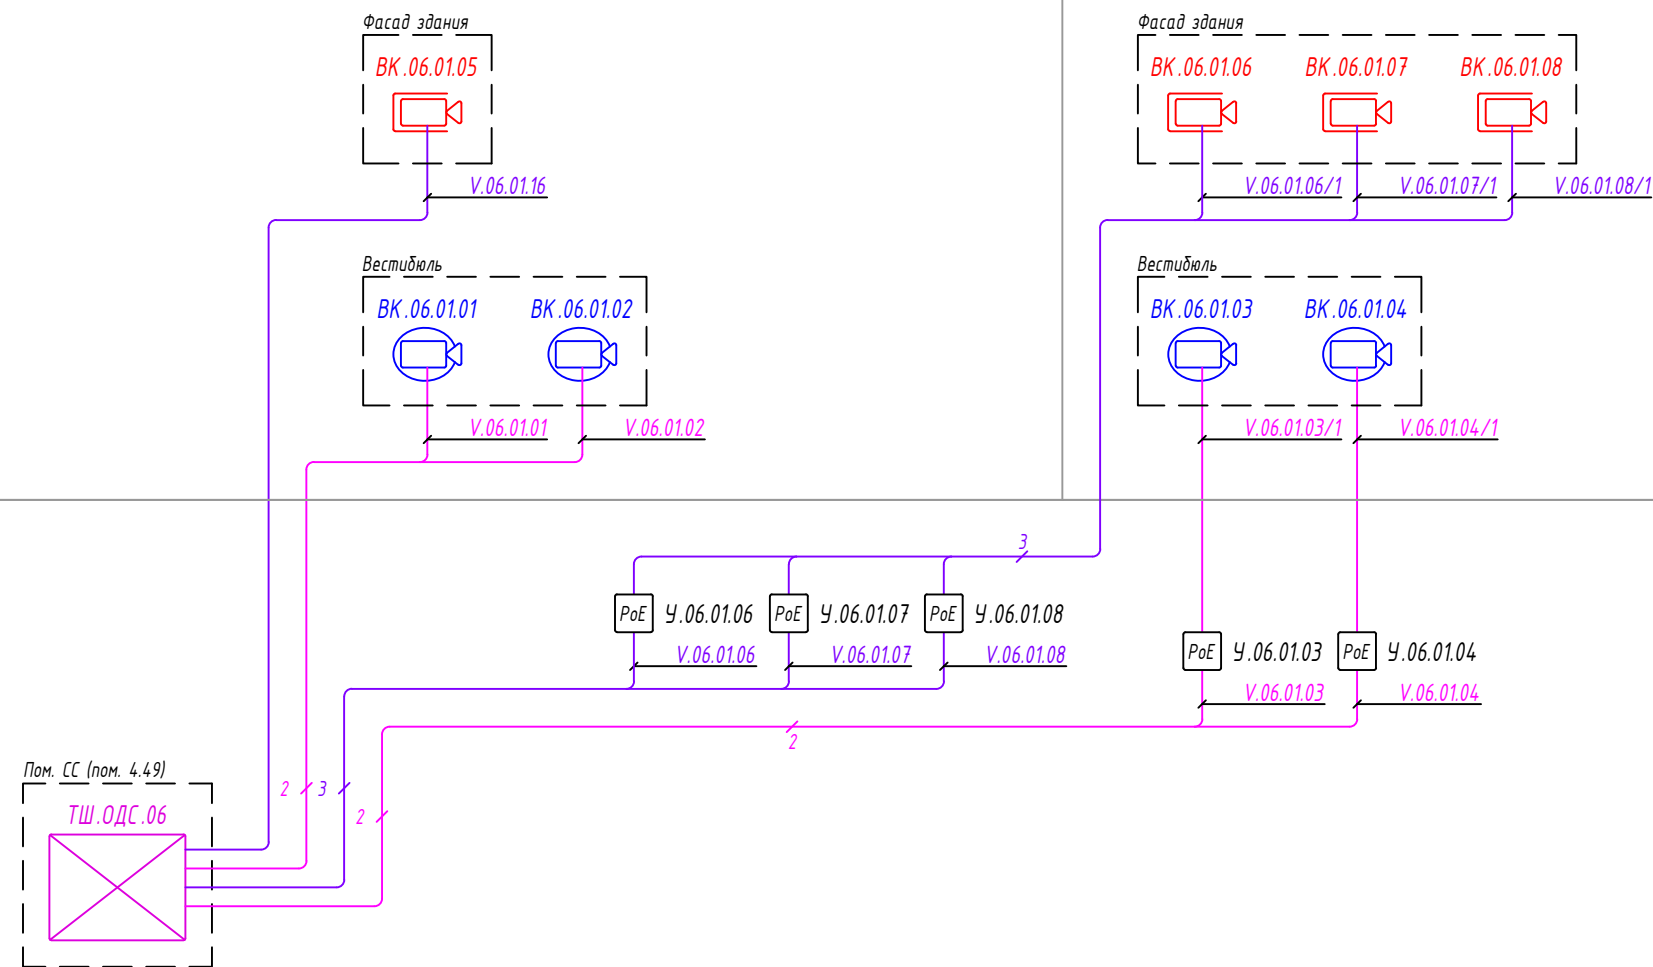 Фасад здания
ВК.06.01.05
V.06.01.16
Фасад здания
ВК.06.01.06 ВК.06.01.07 ВК.06.01.08
V.06.01.06/1 V.06.01.07/1 V.06.01.08/1
Вестибюль
ВК.06.01.01 ВК.06.01.02
V.06.01.01 V.06.01.02
Вестибюль
ВК.06.01.03 ВК.06.01.04
V.06.01.03/1 V.06.01.04/1
3
PoE У.06.01.06 PoE У.06.01.07 PoE У.06.01.08
V.06.01.06 V.06.01.07 V.06.01.08
PoE У.06.01.03 PoE У.06.01.04
V.06.01.03 V.06.01.04
2
Пом. СС (пом. 4.49)
2 3
2
ТШ.ОДС.06